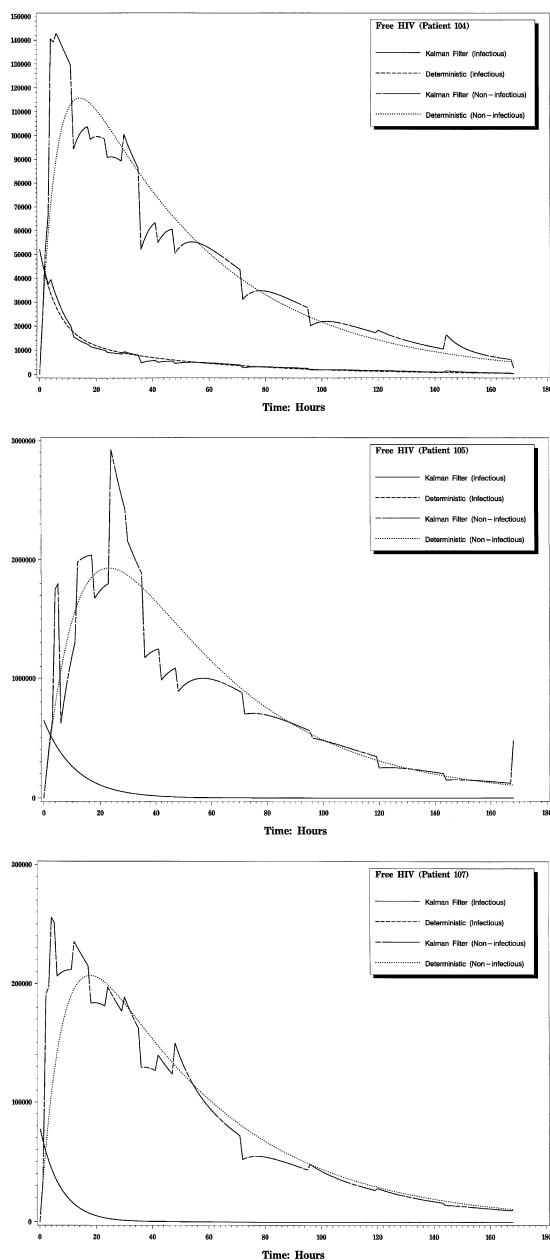 Free HIV (Patient 104)
Kalman Filter (Infectious)
Deterministic (Infectious)
Kalman Filter (Non-infectious)
Deterministic (Non-infectious)
150000
140000
130000
120000
110000
100000
90000
80000
70000
60000
50000
40000
30000
20000
10000
0
0 20 40 60 80 100 120 140 160 180
Time: Hours
Free HIV (Patient 105)
Kalman Filter (Infectious)
Deterministic (Infectious)
Kalman Filter (Non-infectious)
Deterministic (Non-infectious)
3000000
2000000
1000000
0
0 20 40 60 80 100 120 140 160 180
Time: Hours
Free HIV (Patient 107)
Kalman Filter (Infectious)
Deterministic (Infectious)
Kalman Filter (Non-infectious)
Deterministic (Non-infectious)
300000
200000
100000
0
0 20 40 60 80 100 120 140 160 180
Time: Hours